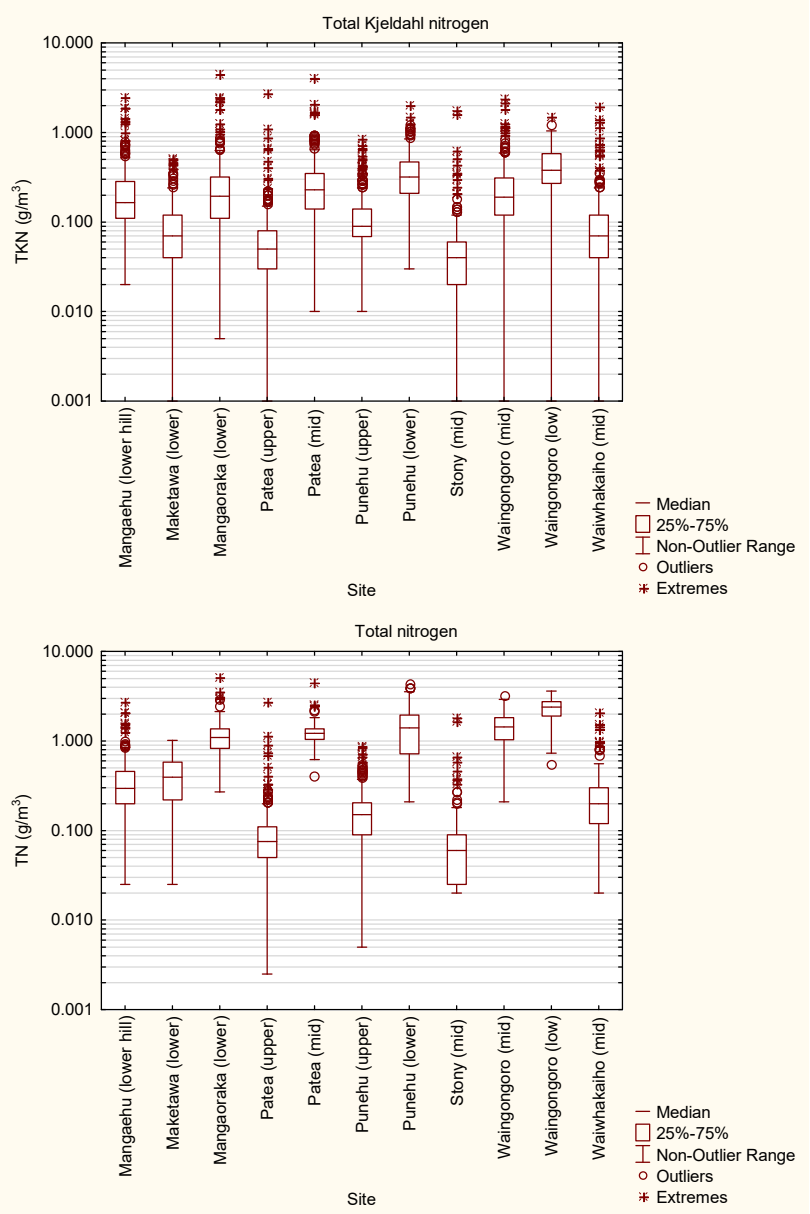 Total Kjeldahl nitrogen
10.000
1.000
0.100
0.010
0.001
TKN (g/m³)
Mangaehu (lower hill)
Maketawa (lower)
Mangaoraka (lower)
Patea (upper)
Patea (mid)
Punehu (upper)
Punehu (lower)
Stony (mid)
Waingongoro (mid)
Waingongoro (low)
Waiwhakaiho (mid)
Site
Median
25%-75%
Non-Outlier Range
Outliers
Extremes
Total nitrogen
10.000
1.000
0.100
0.010
0.001
TN (g/m³)
Mangaehu (lower hill)
Maketawa (lower)
Mangaoraka (lower)
Patea (upper)
Patea (mid)
Punehu (upper)
Punehu (lower)
Stony (mid)
Waingongoro (mid)
Waingongoro (low)
Waiwhakaiho (mid)
Site
Median
25%-75%
Non-Outlier Range
Outliers
Extremes